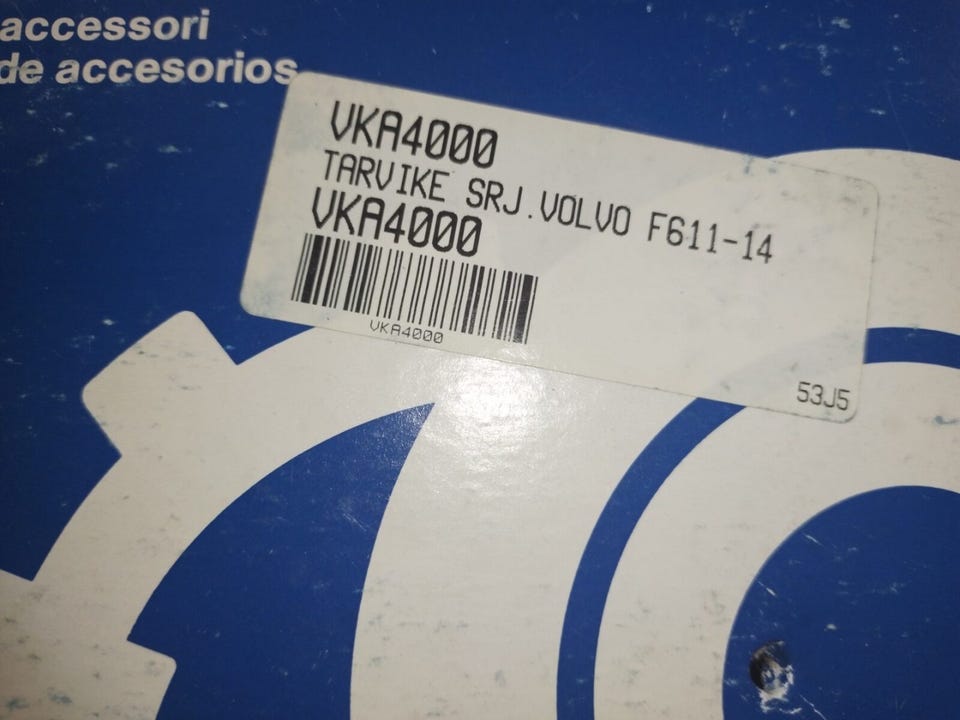 accessori
de accesorios
VKA4000
TARVIKE SRJ.VOLVO F611-14
VKA4000
VKA4000
53J5